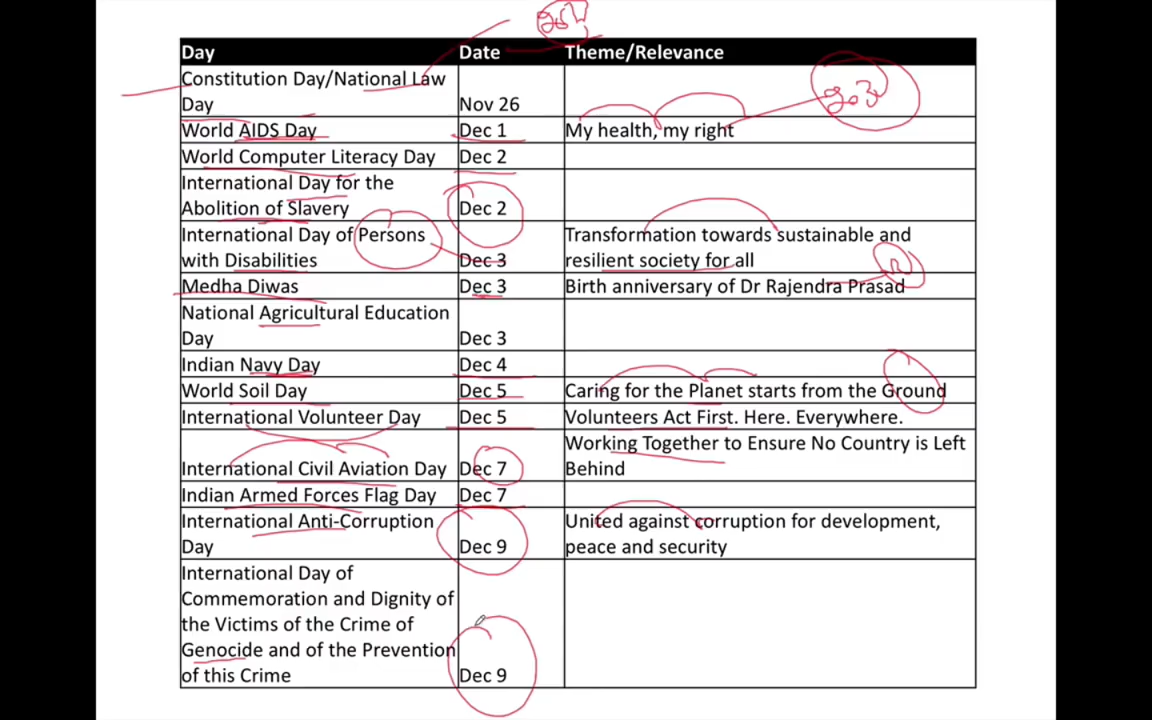 Day Date Theme/Relevance
Constitution Day/National Law
Day Nov 26
World AIDS Day Dec 1 My health, my right
World Computer Literacy Day Dec 2
International Day for the
Abolition of Slavery Dec 2
International Day of Persons Transformation towards sustainable and
with Disabilities Dec 3 resilient society for all
Medha Diwas Dec 3 Birth anniversary of Dr Rajendra Prasad
National Agricultural Education
Day Dec 3
Indian Navy Day Dec 4
World Soil Day Dec 5 Caring for the Planet starts from the Ground
International Volunteer Day Dec 5 Volunteers Act First. Here. Everywhere.
Working Together to Ensure No Country is Left
International Civil Aviation Day Dec 7 Behind
Indian Armed Forces Flag Day Dec 7
International Anti-Corruption United against corruption for development,
Day Dec 9 peace and security
International Day of
Commemoration and Dignity of
the Victims of the Crime of
Genocide and of the Prevention
of this Crime Dec 9